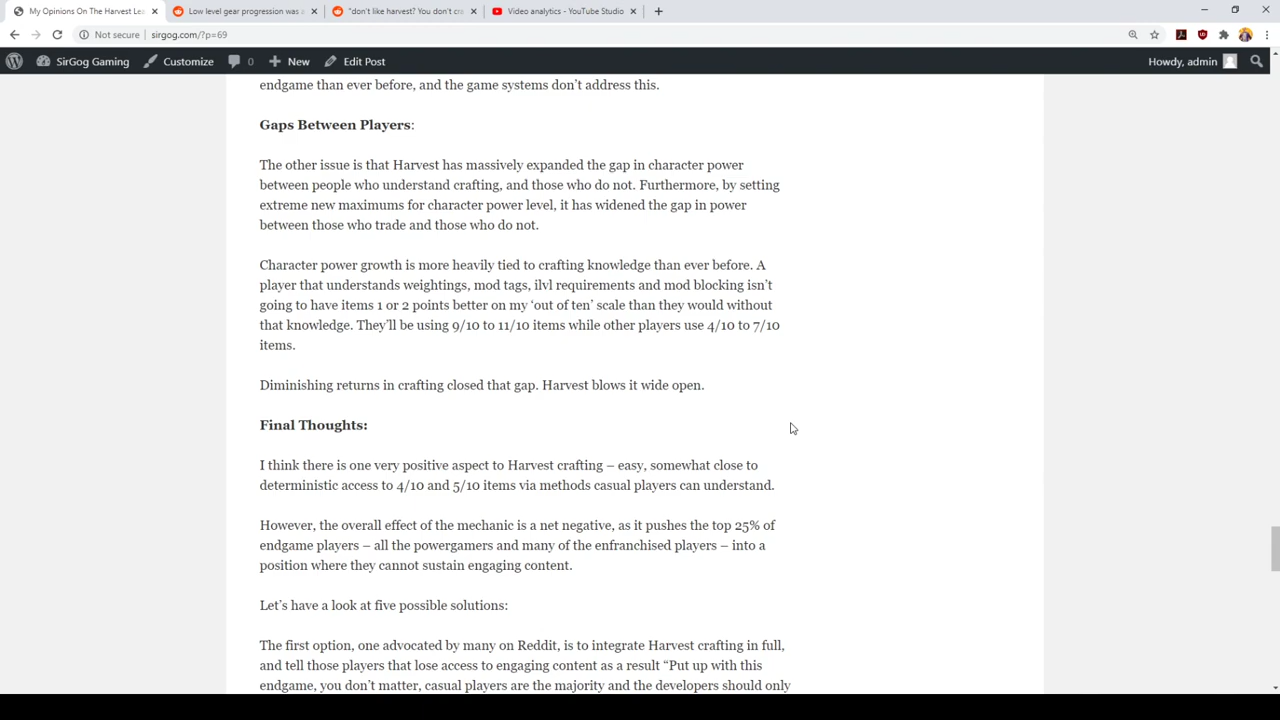 My Opinions On The Harvest Lea
Low level gear progression was a
"don't like harvest? You don't cr
Video analytics - YouTube Studio
Not secure
sirgog.com/?p=69
SirGog Gaming
Customize
0
New
Edit Post
Howdy, admin
endgame than ever before, and the game systems don't address this.
Gaps Between Players:
The other issue is that Harvest has massively expanded the gap in character power
between people who understand crafting, and those who do not. Furthermore, by setting
extreme new maximums for character power level, it has widened the gap in power
between those who trade and those who do not.
Character power growth is more heavily tied to crafting knowledge than ever before. A
player that understands weightings, mod tags, ilvl requirements and mod blocking isn't
going to have items 1 or 2 points better on my 'out of ten' scale than they would without
that knowledge. They'll be using 9/10 to 11/10 items while other players use 4/10 to 7/10
items.
Diminishing returns in crafting closed that gap. Harvest blows it wide open.
Final Thoughts:
I think there is one very positive aspect to Harvest crafting – easy, somewhat close to
deterministic access to 4/10 and 5/10 items via methods casual players can understand.
However, the overall effect of the mechanic is a net negative, as it pushes the top 25% of
endgame players – all the powergamers and many of the enfranchised players – into a
position where they cannot sustain engaging content.
Let's have a look at five possible solutions:
The first option, one advocated by many on Reddit, is to integrate Harvest crafting in full,
and tell those players that lose access to engaging content as a result "Put up with this
endgame, you don't matter, casual players are the majority and the developers should only